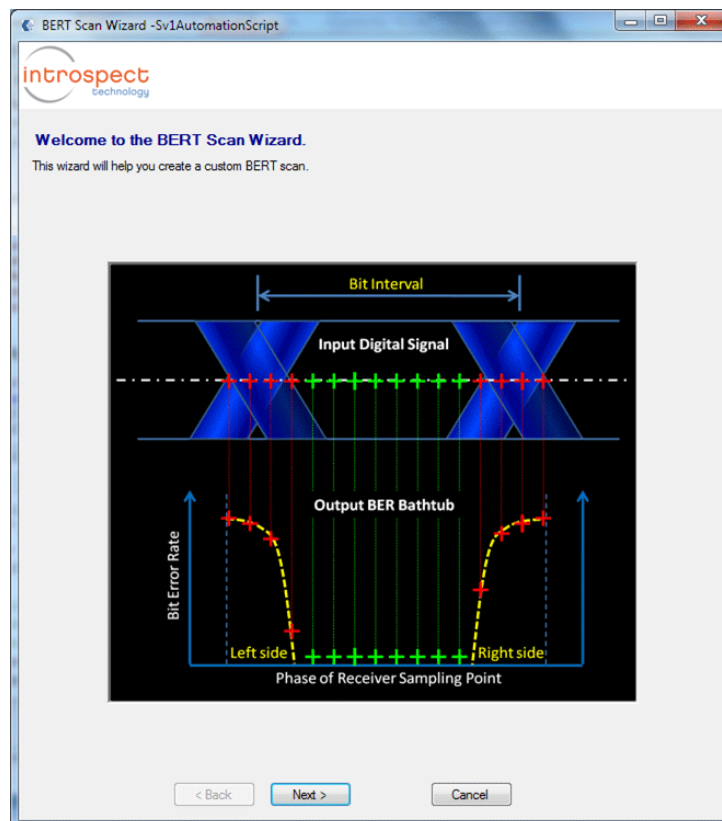 BERT Scan Wizard -Sv1AutomationScript
introspect
technology
Welcome to the BERT Scan Wizard.
This wizard will help you create a custom BERT scan.
Bit Interval
Input Digital Signal
Output BER Bathtub
Bit Error Rate
Left side
Right side
Phase of Receiver Sampling Point
< Back
Next >
Cancel